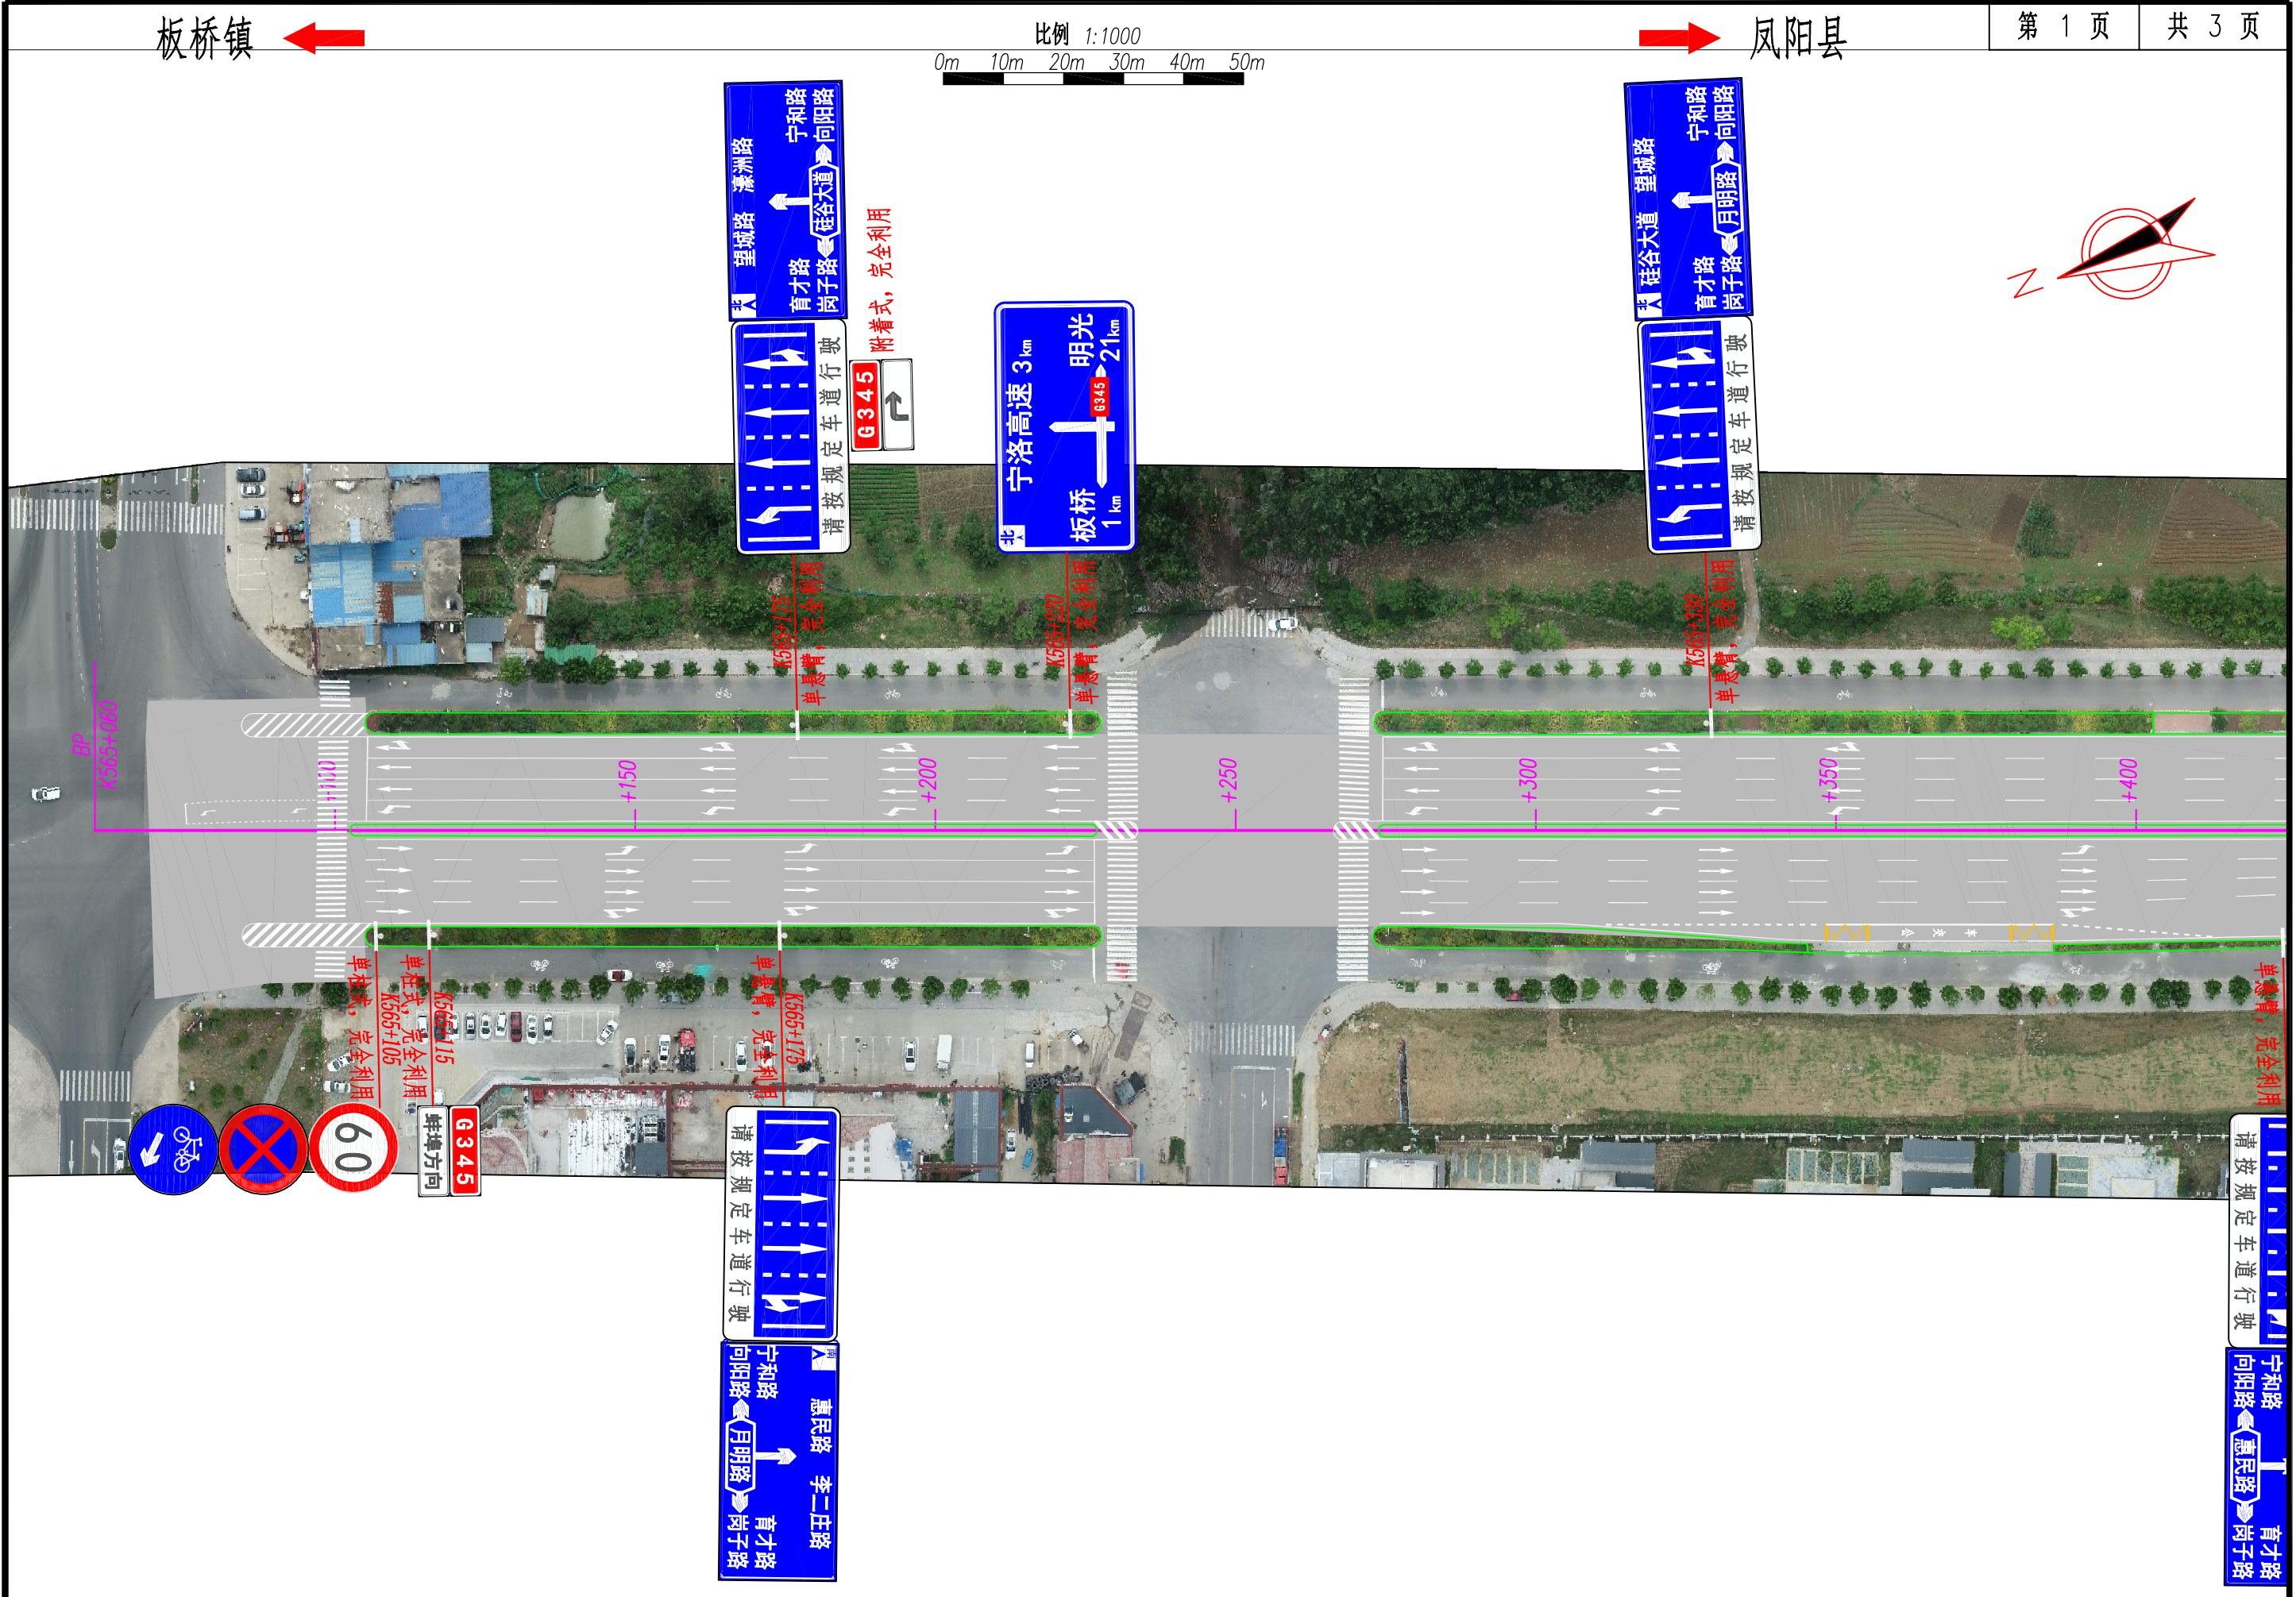 板桥镇
比例 1:1000
0m 10m 20m 30m 40m 50m
凤阳县
第 1 页 共 3 页
望城路 濠洲路
宁和路
向阳路
硅谷大道
育才路
岗子路
北
请按规定车道行驶
附着式，完全利用
G345
宁洛高速 3km
明光
21km
G345
板桥
1km
北
硅谷大道 望城路
宁和路
向阳路
月明路
育才路
岗子路
北
请按规定车道行驶
N
K565+175
单悬臂，完全利用
K565+220
单悬臂，完全利用
K565+330
单悬臂，完全利用
BP
K565+060
+100
+150
+200
+250
+300
+350
+400
公交车
单柱式，完全利用
K565+105
单柱式，完全利用
K565+115
单悬臂，完全利用
K565+175
单悬臂，完全利用
60
蚌埠方向
G345
请按规定车道行驶
南
宁和路
向阳路
月明路
惠民路 李二庄路
育才路
岗子路
请按规定车道行驶
宁和路
向阳路
惠民路
育才路
岗子路